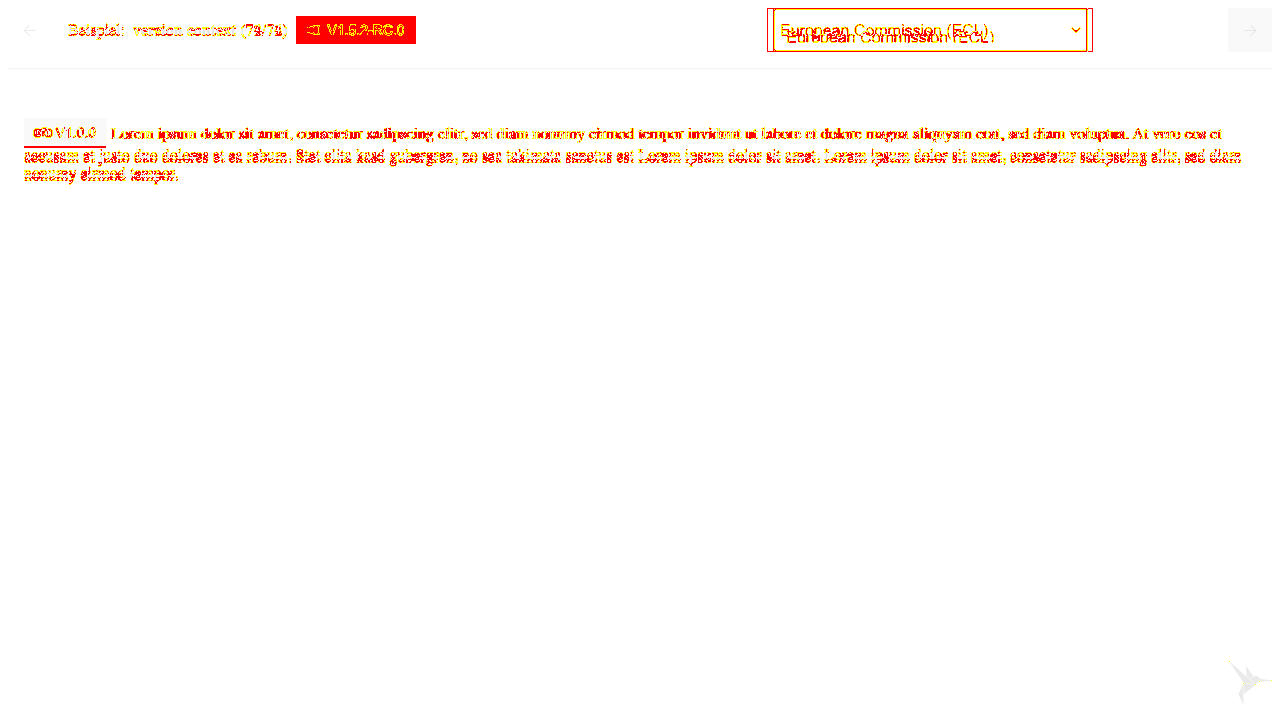 Beispiel: version context (78/78) V1.5.2-RC.0
European Commission (ECL)
V1.0.0 Lorem ipsum dolor sit amet, consetetur sadipscing elitr, sed diam nonumy eirmod tempor invidunt ut labore et dolore magna aliquyam erat, sed diam voluptua. At vero eos et
accusam et justo duo dolores et ea rebum. Stet clita kasd gubergren, no sea takimata sanctus est Lorem ipsum dolor sit amet. Lorem ipsum dolor sit amet, consetetur sadipscing elitr, sed diam
nonumy eirmod tempor.